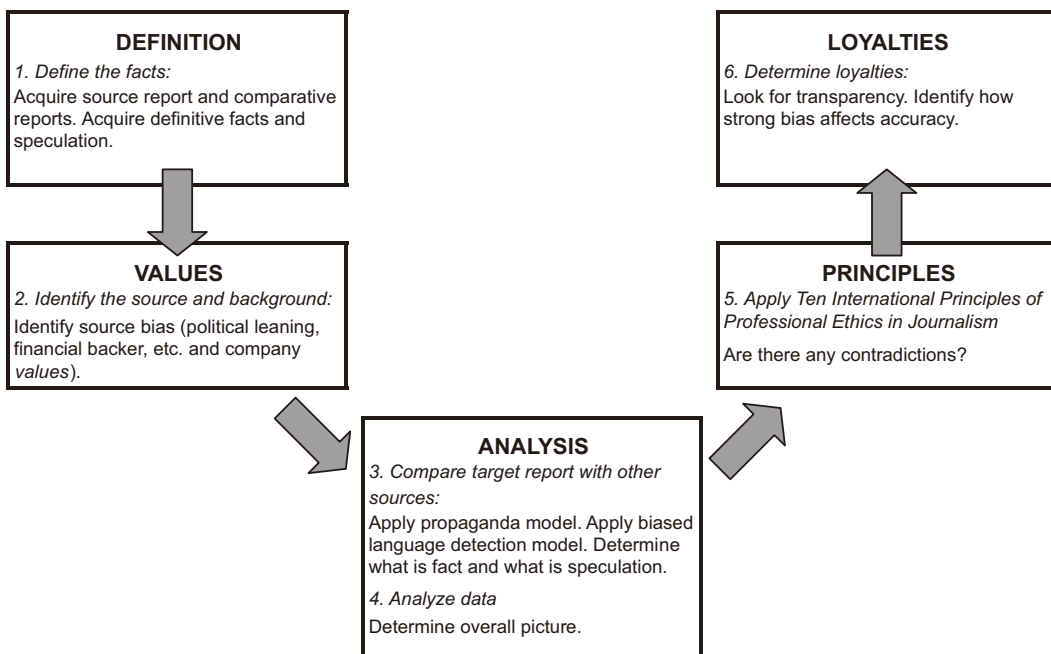 DEFINITION
1. Define the facts:
Acquire source report and comparative
reports. Acquire definitive facts and
speculation.
VALUES
2. Identify the source and background:
Identify source bias (political leaning,
financial backer, etc. and company
values).
ANALYSIS
3. Compare target report with other
sources:
Apply propaganda model. Apply biased
language detection model. Determine
what is fact and what is speculation.
4. Analyze data
Determine overall picture.
PRINCIPLES
5. Apply Ten International Principles of
Professional Ethics in Journalism
Are there any contradictions?
LOYALTIES
6. Determine loyalties:
Look for transparency. Identify how
strong bias affects accuracy.